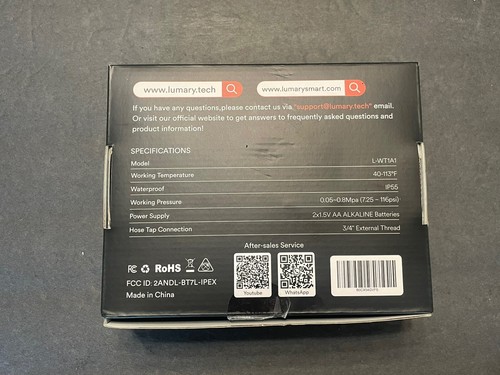 www.lumary.tech
www.lumarysmart.com
If you have any questions,please contact us via "support@lumary.tech" email.
Or visit our official website to get answers to frequently asked questions and
product information!
SPECIFICATIONS
Model L-WT1A1
Working Temperature 40-113°F
Waterproof IP55
Working Pressure 0.05-0.8Mpa (7.25 - 116psi)
Power Supply 2x1.5V AA ALKALINE Batteries
Hose Tap Connection 3/4" External Thread
After-sales Service
FC RoHS
FCC ID: 2ANDL-BT7L-IPEX
Made in China
Youtube
WhatsApp